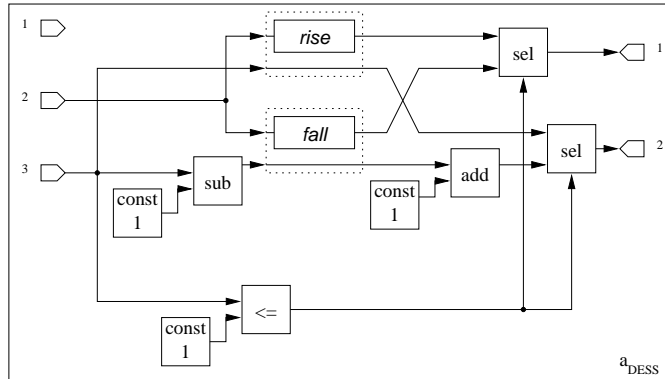 1
rise
sel
1
2
fall
sel
2
3
sub
add
const
1
const
1
<=
const
1
a_DESS